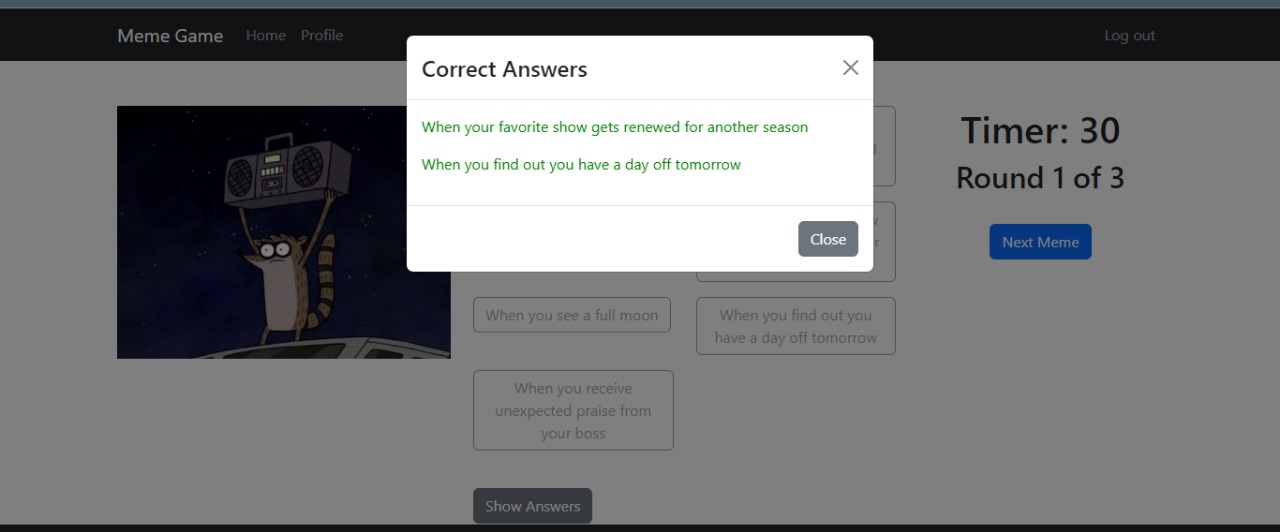 Meme Game
Home
Profile
Log out
Correct Answers
When your favorite show gets renewed for another season
When you find out you have a day off tomorrow
Close
Timer: 30
Round 1 of 3
Next Meme
When you see a full moon
When you find out you
have a day off tomorrow
When you receive
unexpected praise from
your boss
Show Answers